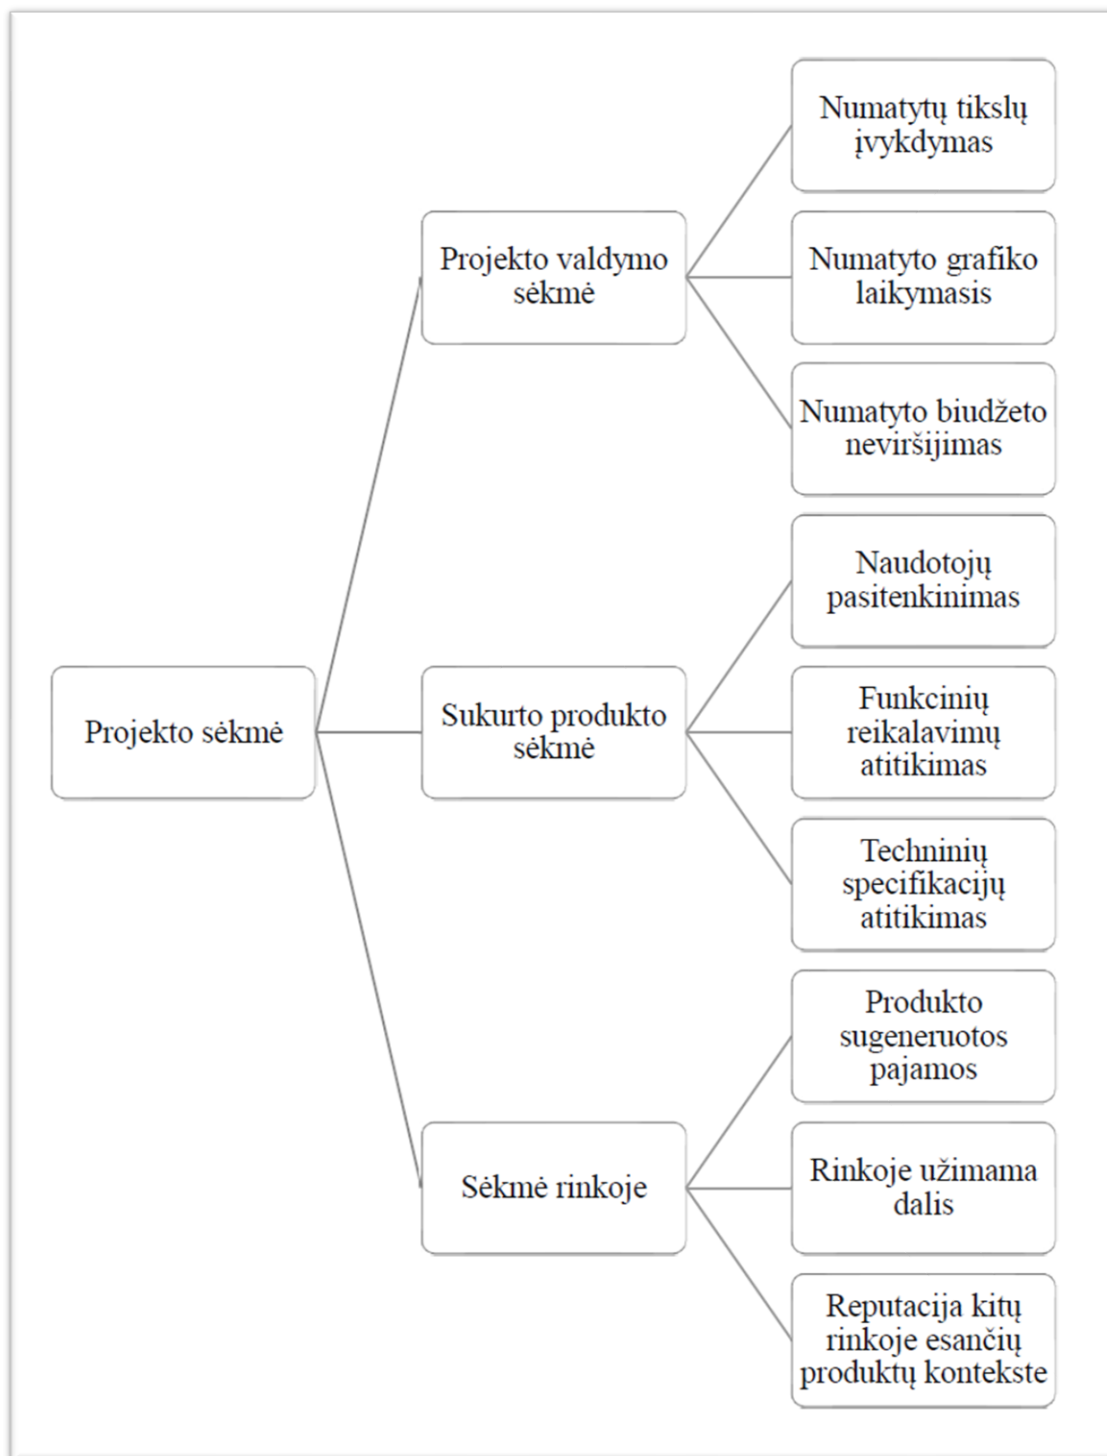 Numatytų tikslų
įvykdymas
Projekto valdymo
sėkmė
Numatyto grafiko
laikymasis
Numatyto biudžeto
neviršijimas
Naudotojų
pasitenkinimas
Projekto sėkmė
Sukurto produkto
sėkmė
Funkcinių
reikalavimų
atitikimas
Techninių
specifikacijų
atitikimas
Produkto
sugeneruotos
pajamos
Sėkmė rinkoje
Rinkoje užimama
dalis
Reputacija kitų
rinkoje esančių
produktų kontekste